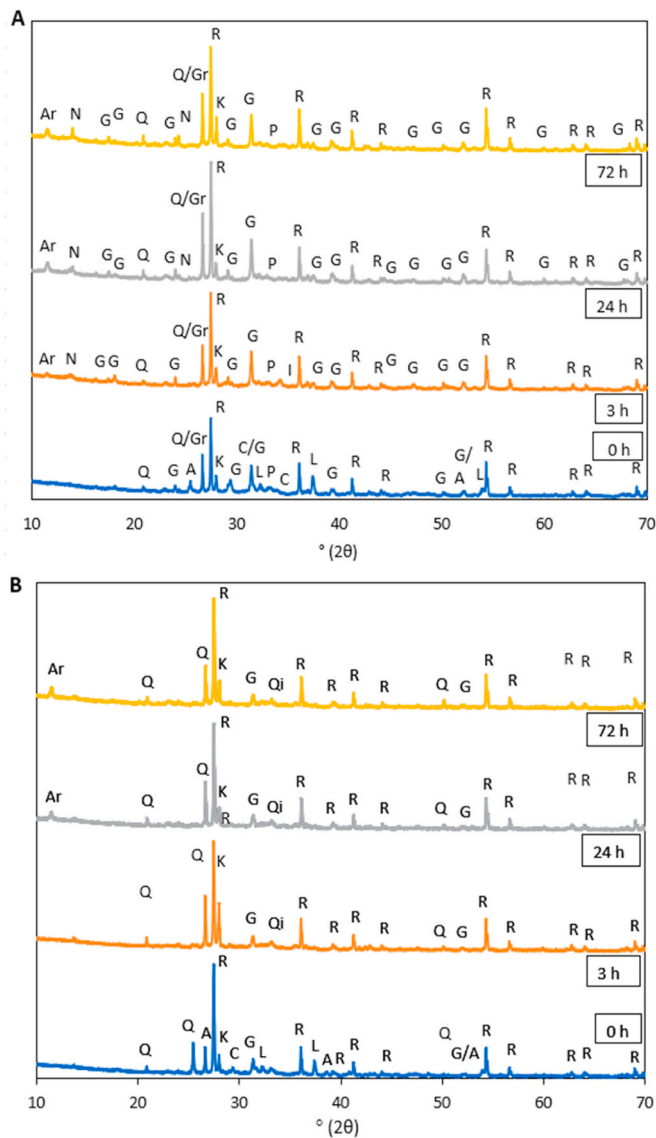 A
R
Q/Gr
Ar N G G Q G N K G G P R G G R R G G G R R G R R G R
72 h
R
Q/Gr
Ar N G G Q G N K G G P R G G R R G G G G R R G R R G R
24 h
R
Q/Gr
Ar N G G Q G K G G P I R G G R R G G G G R R R R R
3 h
0 h
R
Q/Gr
Q G A K G C/G L P C R L G R R G G/ A L R R R R R
10 20 30 40 50 60 70
° (2θ)
B
R
Ar Q Q K G Qi R R R R Q G R R R R R
72 h
R
Ar Q Q K R G Qi R R R R Q G R R R R R
24 h
Q Q K G Qi R R R R Q G R R R R R
3 h
R
Q Q A K C G L R L A R R R Q G/A R R R R R
0 h
10 20 30 40 50 60 70
° (2θ)